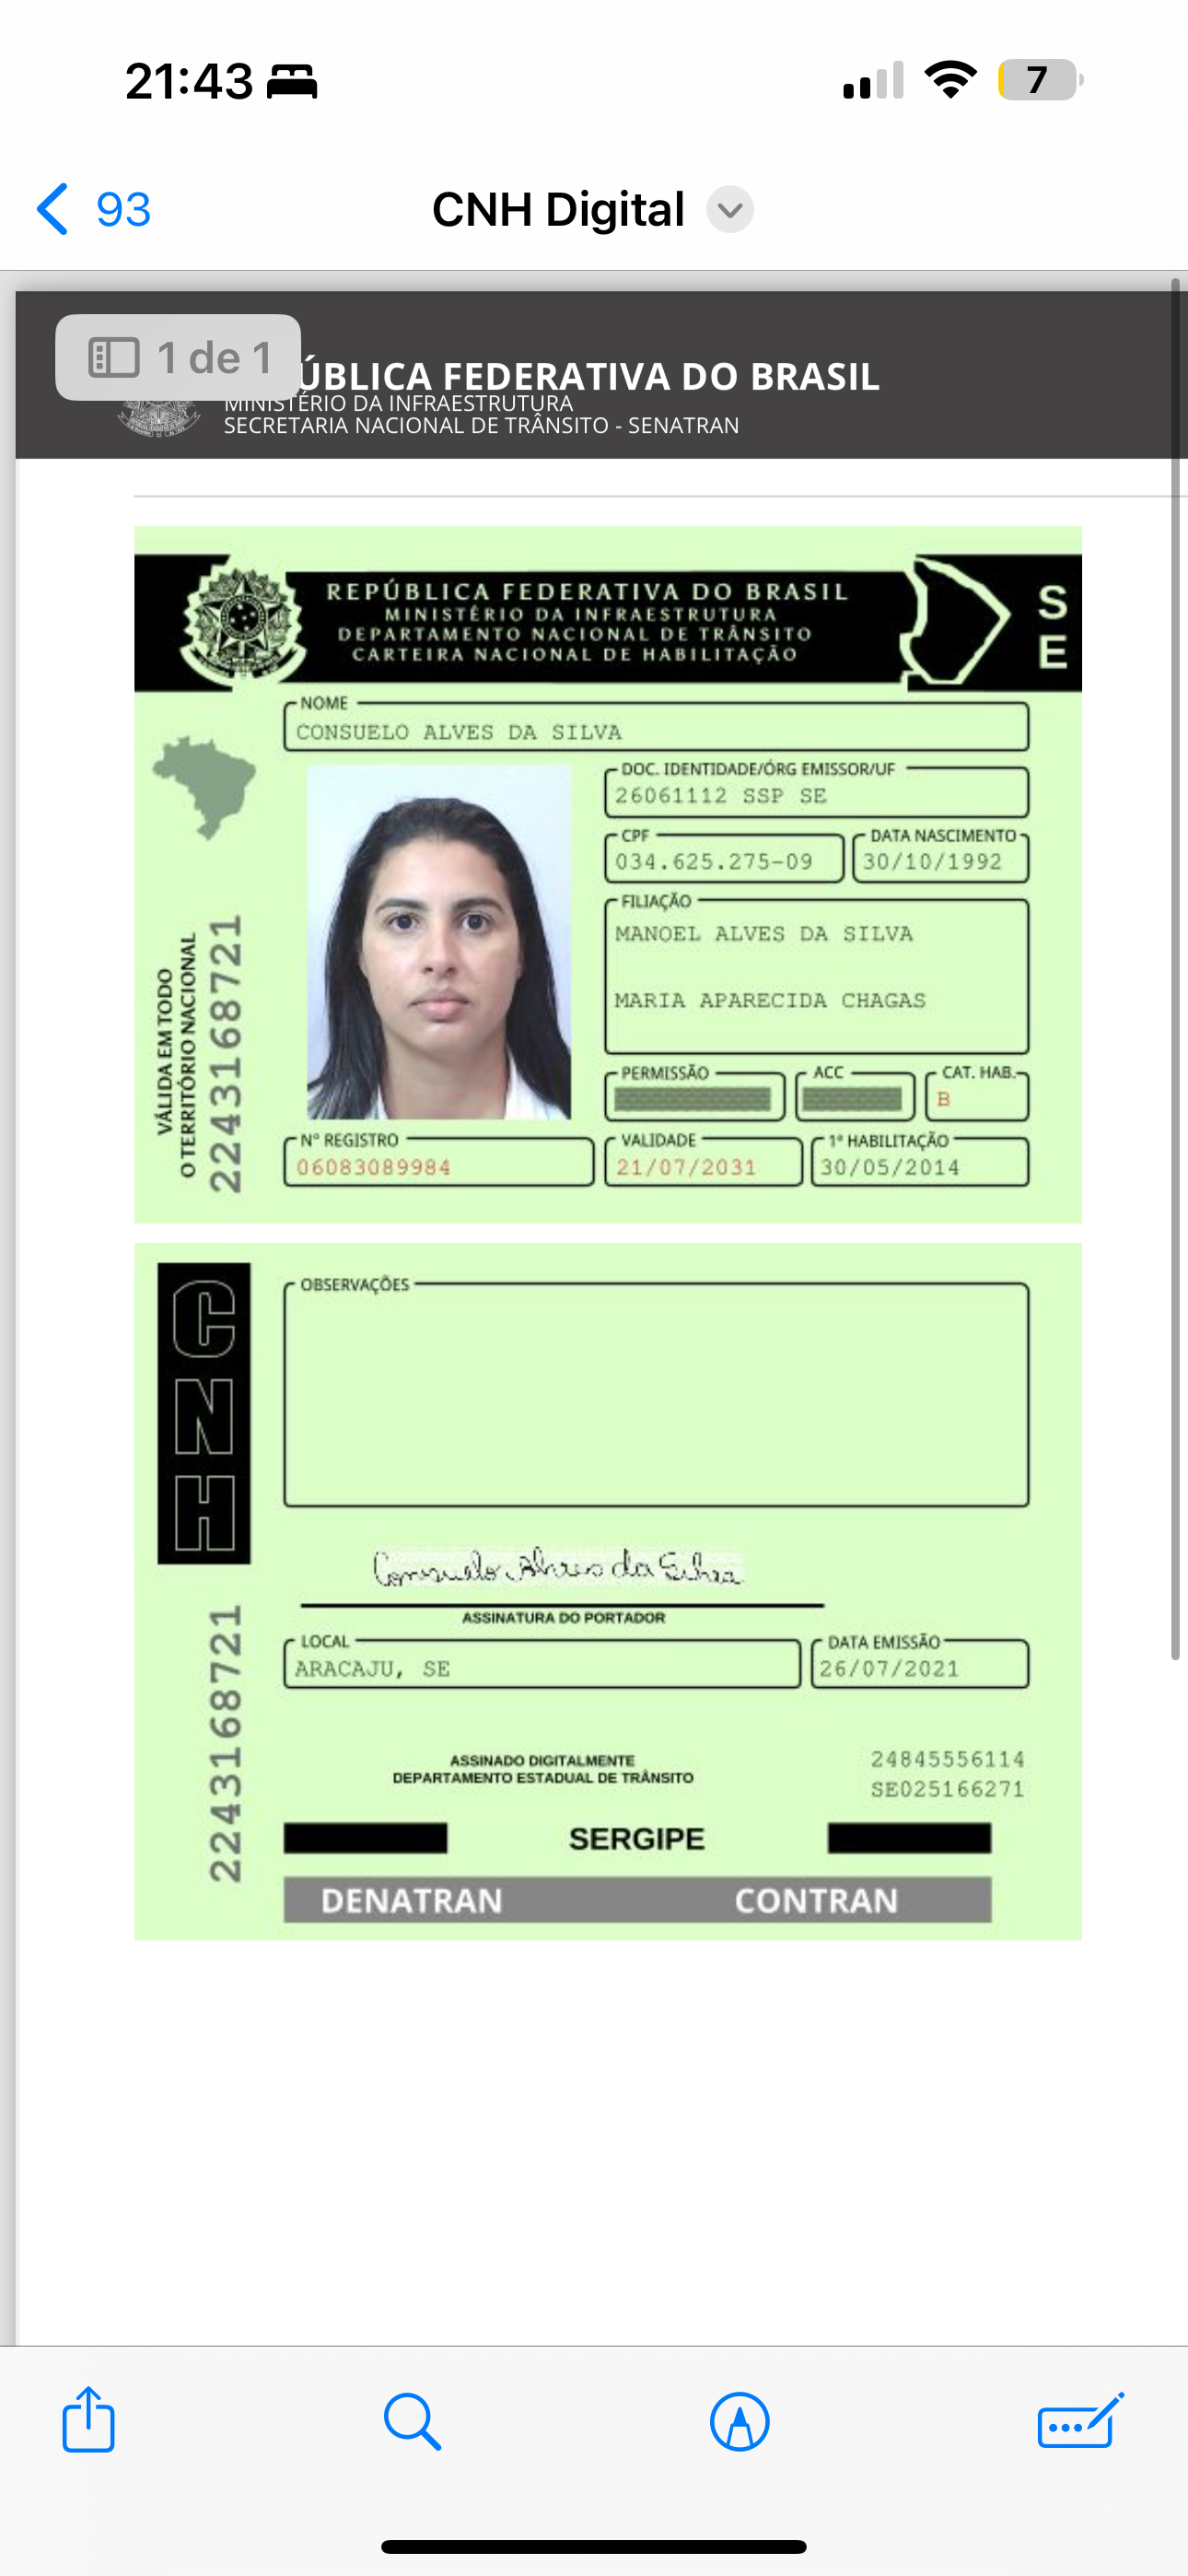 21:43
7
93
CNH Digital
1 de 1
ÚBLICA FEDERATIVA DO BRASIL
MINISTÉRIO DA INFRAESTRUTURA
SECRETARIA NACIONAL DE TRÂNSITO - SENATRAN
REPÚBLICA FEDERATIVA DO BRASIL
MINISTÉRIO DA INFRAESTRUTURA
DEPARTAMENTO NACIONAL DE TRÂNSITO
CARTEIRA NACIONAL DE HABILITAÇÃO
S
E
NOME
CONSUELO ALVES DA SILVA
DOC. IDENTIDADE/ÓRG EMISSOR/UF
26061112 SSP SE
CPF
034.625.275-09
DATA NASCIMENTO
30/10/1992
FILIAÇÃO
MANOEL ALVES DA SILVA
MARIA APARECIDA CHAGAS
PERMISSÃO
ACC
CAT. HAB.
B
Nº REGISTRO
06083089984
VALIDADE
21/07/2031
1º HABILITAÇÃO
30/05/2014
VÁLIDA EM TODO
O TERRITÓRIO NACIONAL
2243168721
CNH
OBSERVAÇÕES
Consuelo Alves da Silva
ASSINATURA DO PORTADOR
LOCAL
ARACAJU, SE
DATA EMISSÃO
26/07/2021
2243168721
ASSINADO DIGITALMENTE
DEPARTAMENTO ESTADUAL DE TRÂNSITO
24845556114
SE025166271
SERGIPE
DENATRAN
CONTRAN